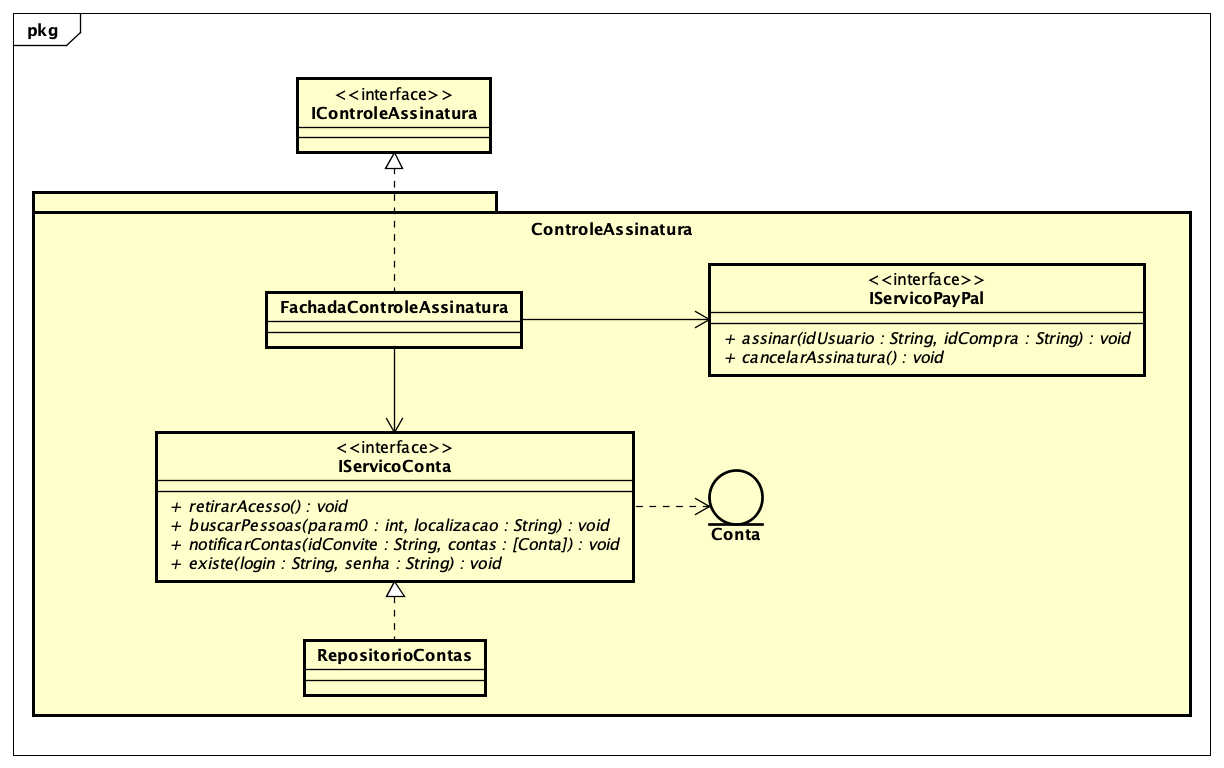 pkg
<<interface>>
IControleAssinatura
ControleAssinatura
FachadaControleAssinatura
<<interface>>
IServicoPayPal
+ assinar(idUsuario : String, idCompra : String) : void
+ cancelarAssinatura() : void
<<interface>>
IServicoConta
+ retirarAcesso() : void
+ buscarPessoas(param0 : int, localizacao : String) : void
+ notificarContas(idConvite : String, contas : [Conta]) : void
+ existe(login : String, senha : String) : void
Conta
RepositorioContas